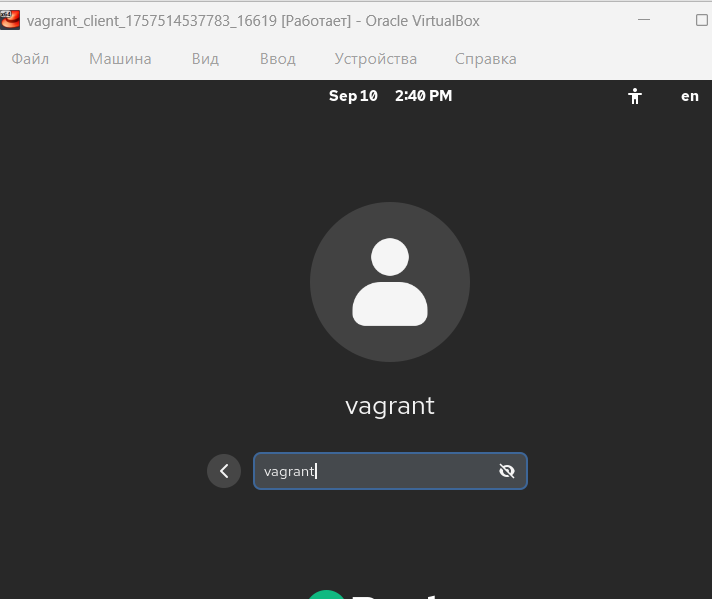 vagrant_client_1757514537783_16619 [Работает] - Oracle VirtualBox
Файл Машина Вид Ввод Устройства Справка
Sep 10 2:40 PM en
vagrant
vagrant